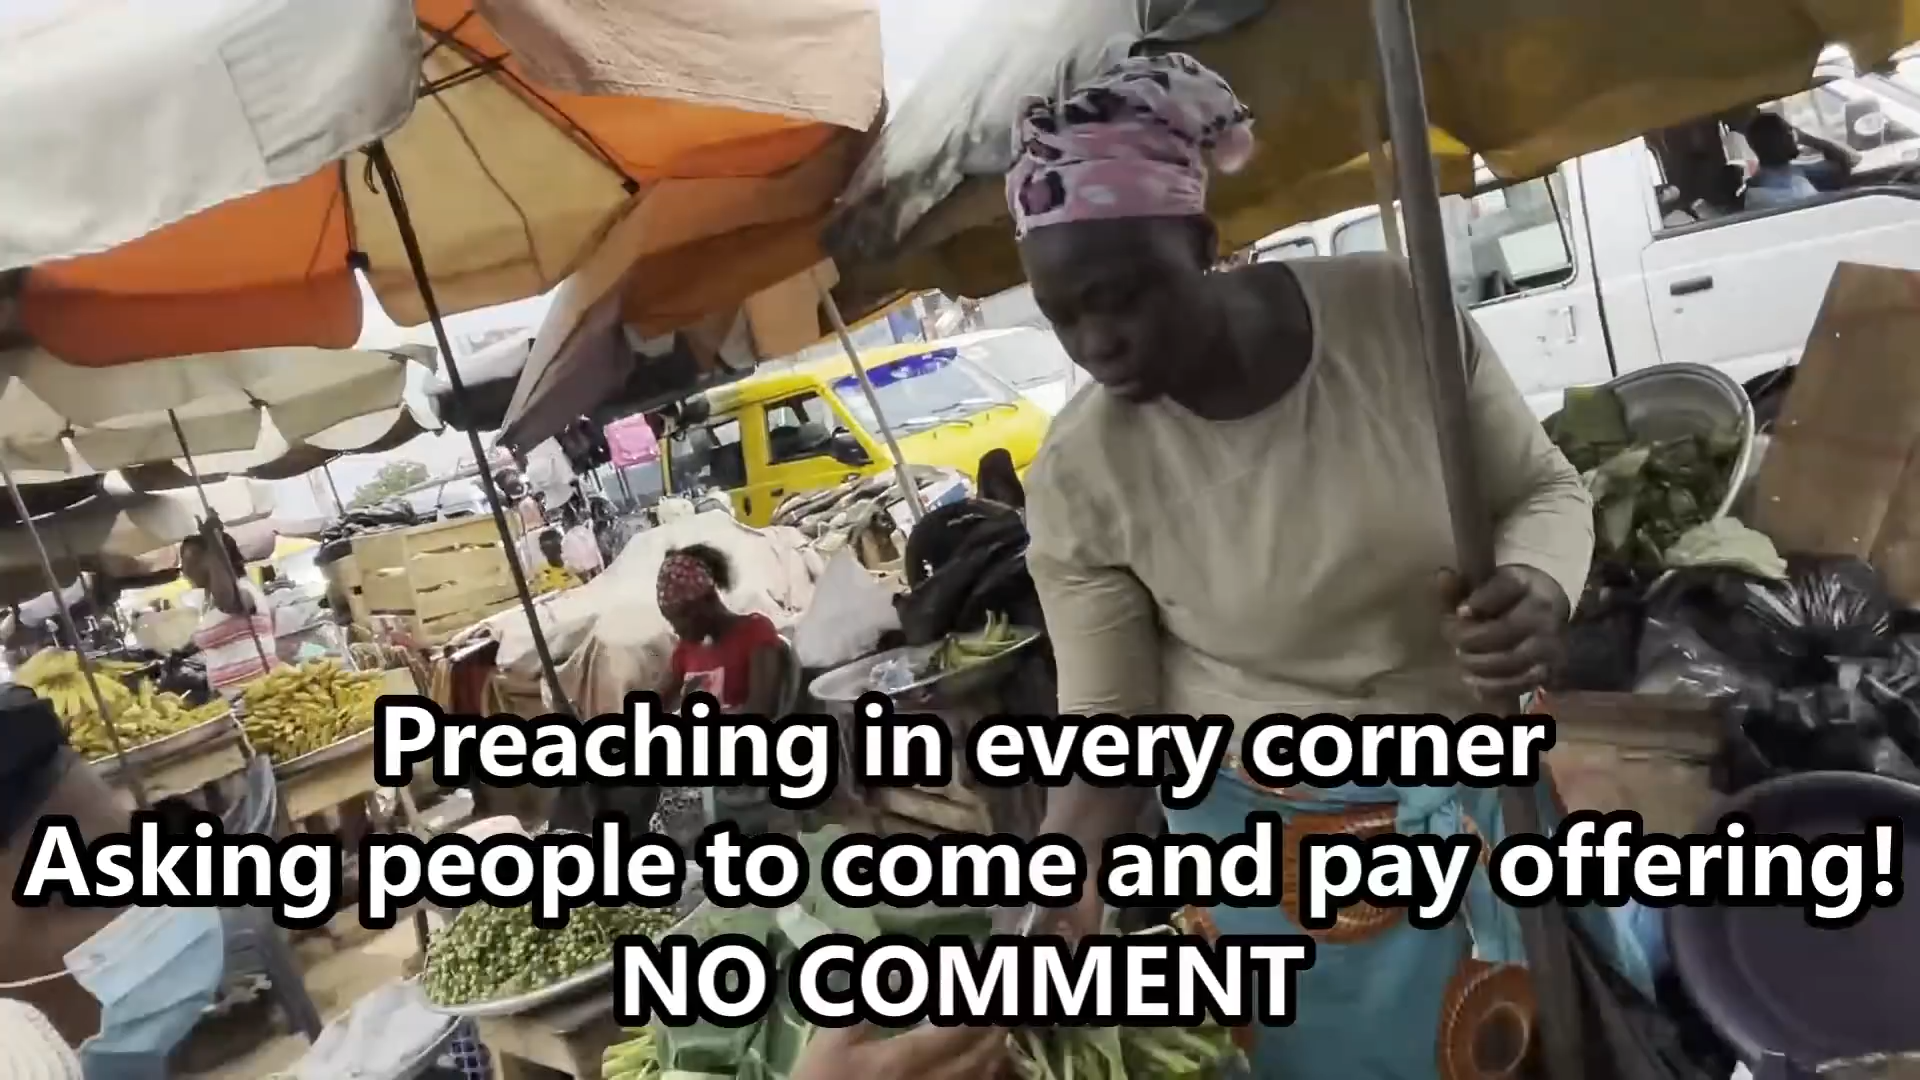 Preaching in every corner
Asking people to come and pay offering!
NO COMMENT